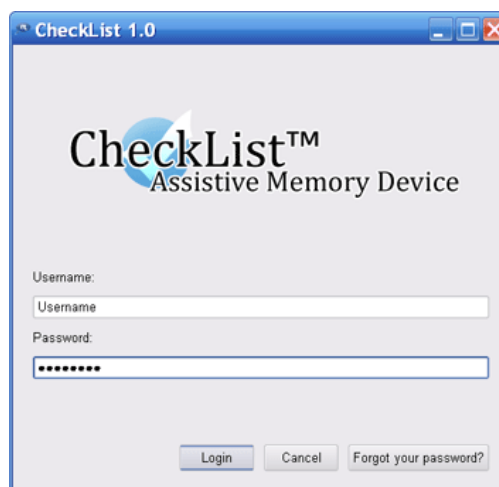 CheckList 1.0
CheckList™
Assistive Memory Device
Username:
Username
Password:
••••••••
Login Cancel Forgot your password?